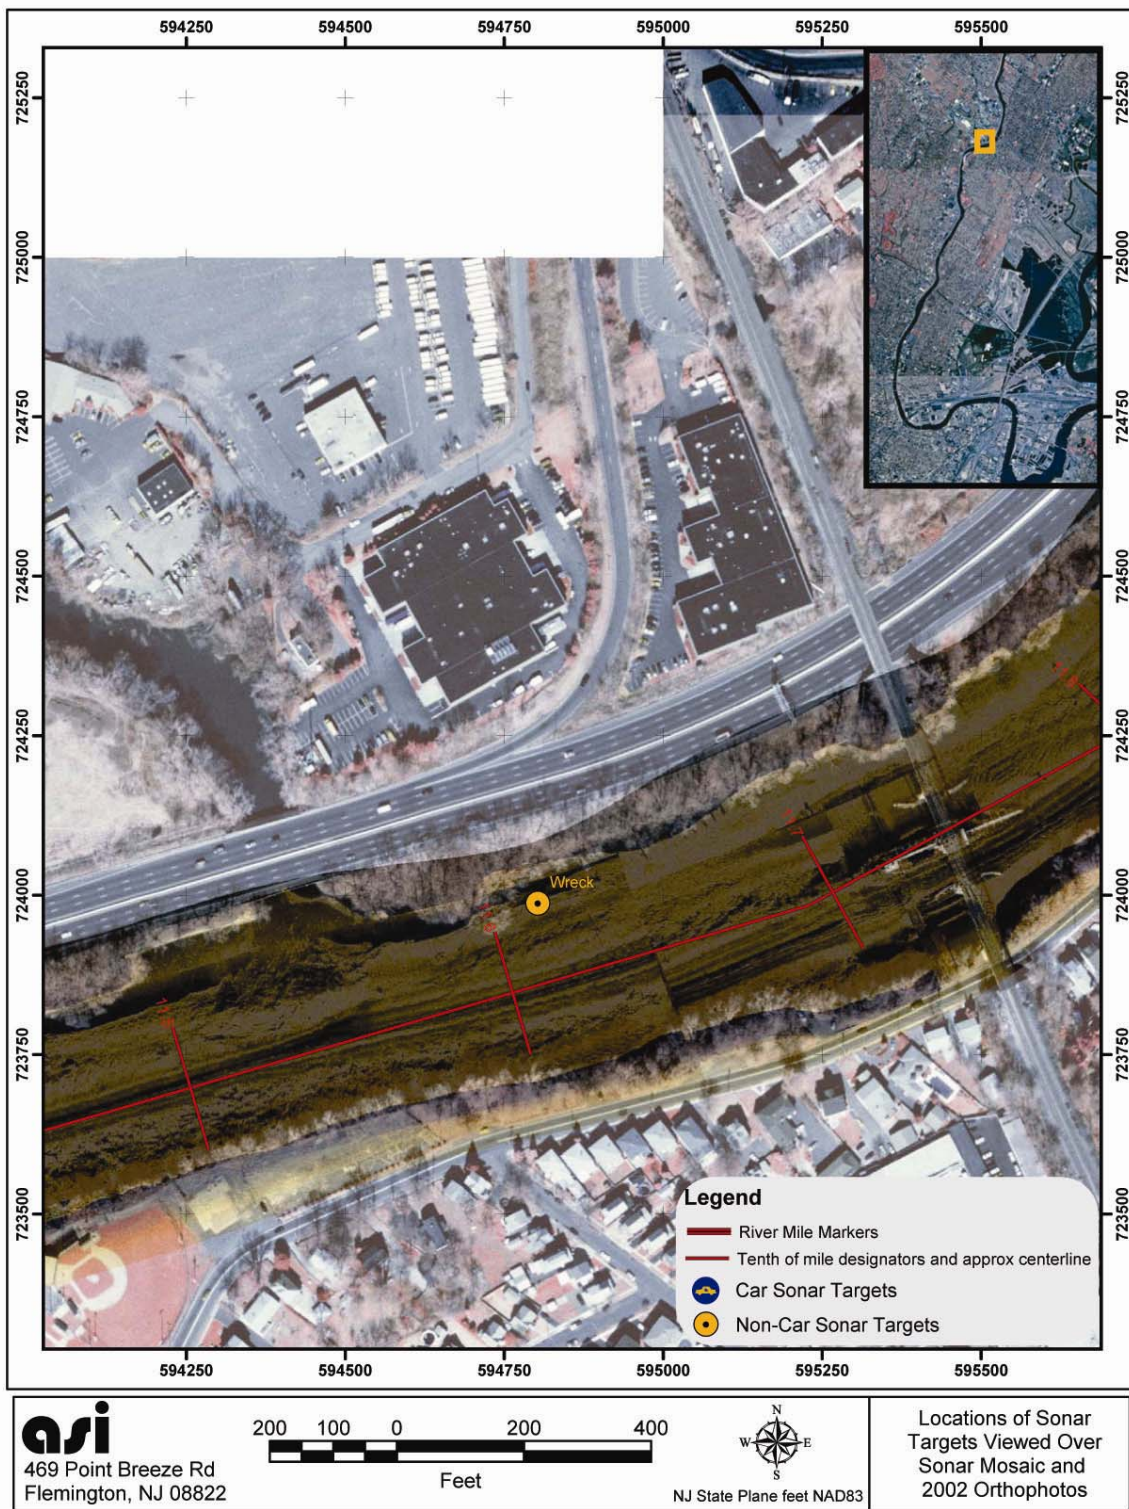 594250 594500 594750 595000 595250 595500
725250
725250
725000
725000
724750
724750
724500
724500
724250
724250
724000
724000
723750
723750
723500
723500
11.7
Wreck
Legend
River Mile Markers
Tenth of mile designators and approx centerline
Car Sonar Targets
Non-Car Sonar Targets
594250 594500 594750 595000 595250 595500
asi
469 Point Breeze Rd
Flemington, NJ 08822
200 100 0 200 400
Feet
N
W E
S
NJ State Plane feet NAD83
Locations of Sonar
Targets Viewed Over
Sonar Mosaic and
2002 Orthophotos